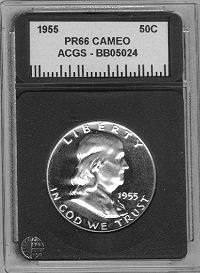 1955 50C
PR66 CAMEO
ACGS - BB05024
LIBERTY
1955
IN GOD WE TRUST